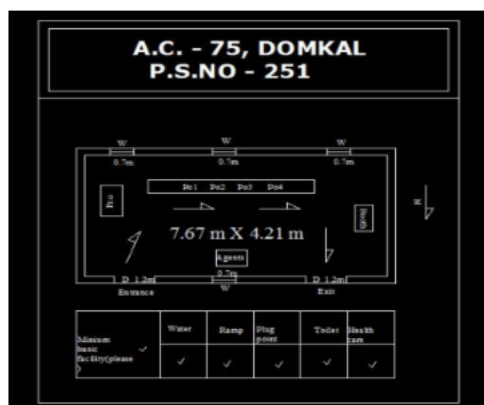 A.C. - 75, DOMKAL
P.S.NO - 251
W W W
0.7m 0.7m 0.7m
Po1 Po2 Po3 Po4
N
7.67 m X 4.21 m
Agents
0.7m
D 1.2m W D 1.2m
Entrance Exit
Water Ramp Plug point Toilet Health care
Minium
basic
facility(please
)